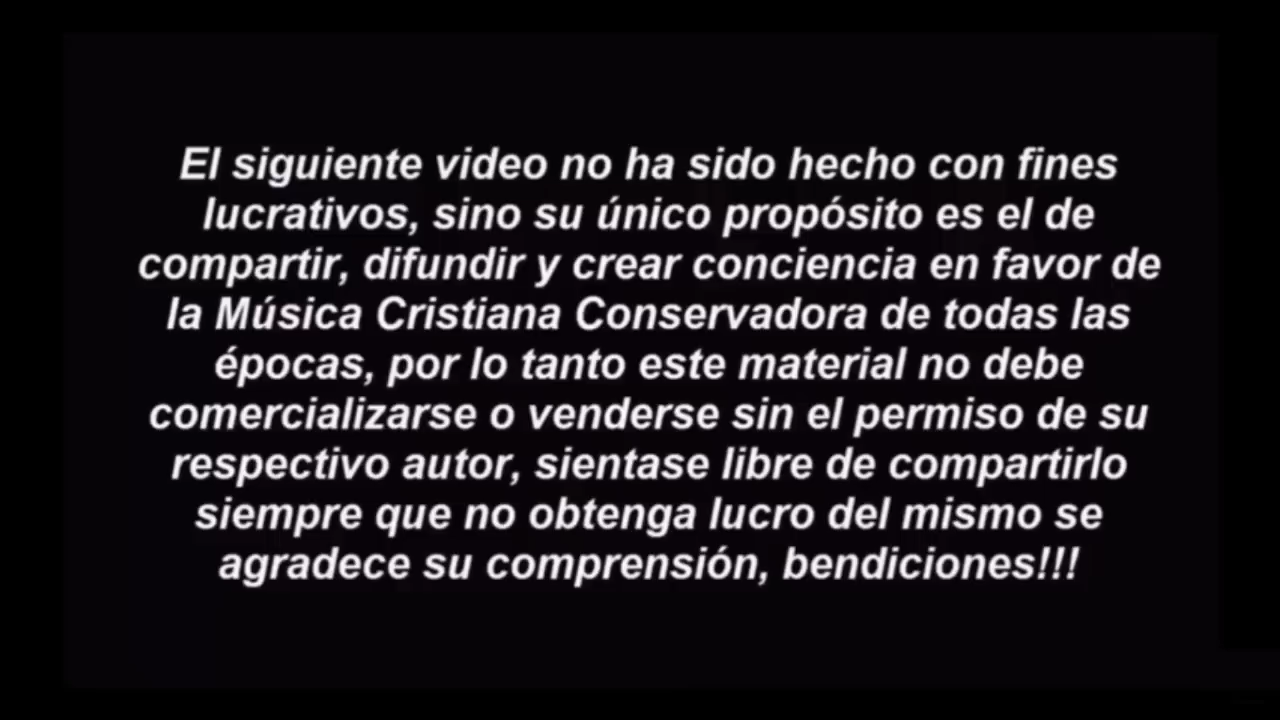 El siguiente video no ha sido hecho con fines
lucrativos, sino su único propósito es el de
compartir, difundir y crear conciencia en favor de
la Música Cristiana Conservadora de todas las
épocas, por lo tanto este material no debe
comercializarse o venderse sin el permiso de su
respectivo autor, sientase libre de compartirlo
siempre que no obtenga lucro del mismo se
agradece su comprensión, bendiciones!!!